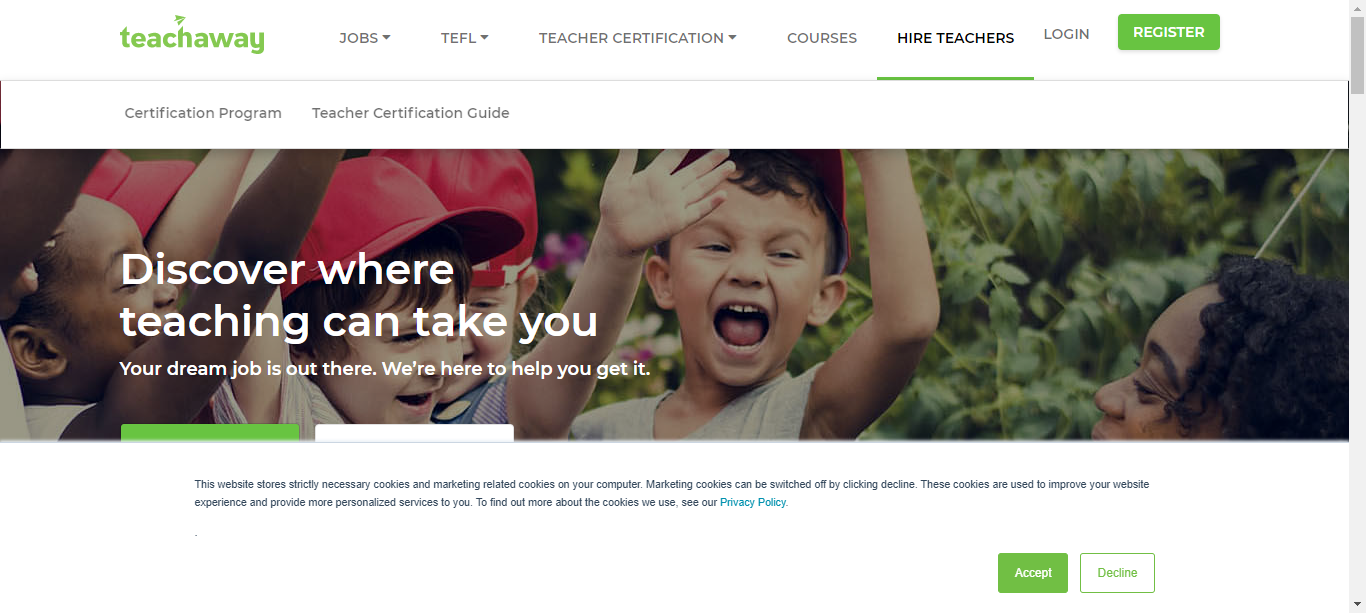 teachaway
JOBS
TEFL
TEACHER CERTIFICATION
COURSES
HIRE TEACHERS
LOGIN
REGISTER
Certification Program
Teacher Certification Guide
Discover where
teaching can take you
Your dream job is out there. We’re here to help you get it.
This website stores strictly necessary cookies and marketing related cookies on your computer. Marketing cookies can be switched off by clicking decline. These cookies are used to improve your website
experience and provide more personalized services to you. To find out more about the cookies we use, see our Privacy Policy.
.
Accept
Decline